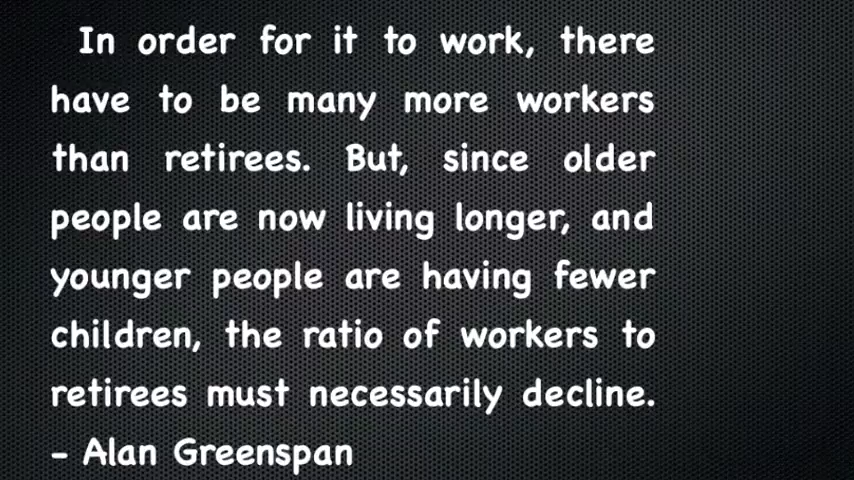 In order for it to work, there
have to be many more workers
than retirees. But, since older
people are now living longer, and
younger people are having fewer
children, the ratio of workers to
retirees must necessarily decline.
- Alan Greenspan